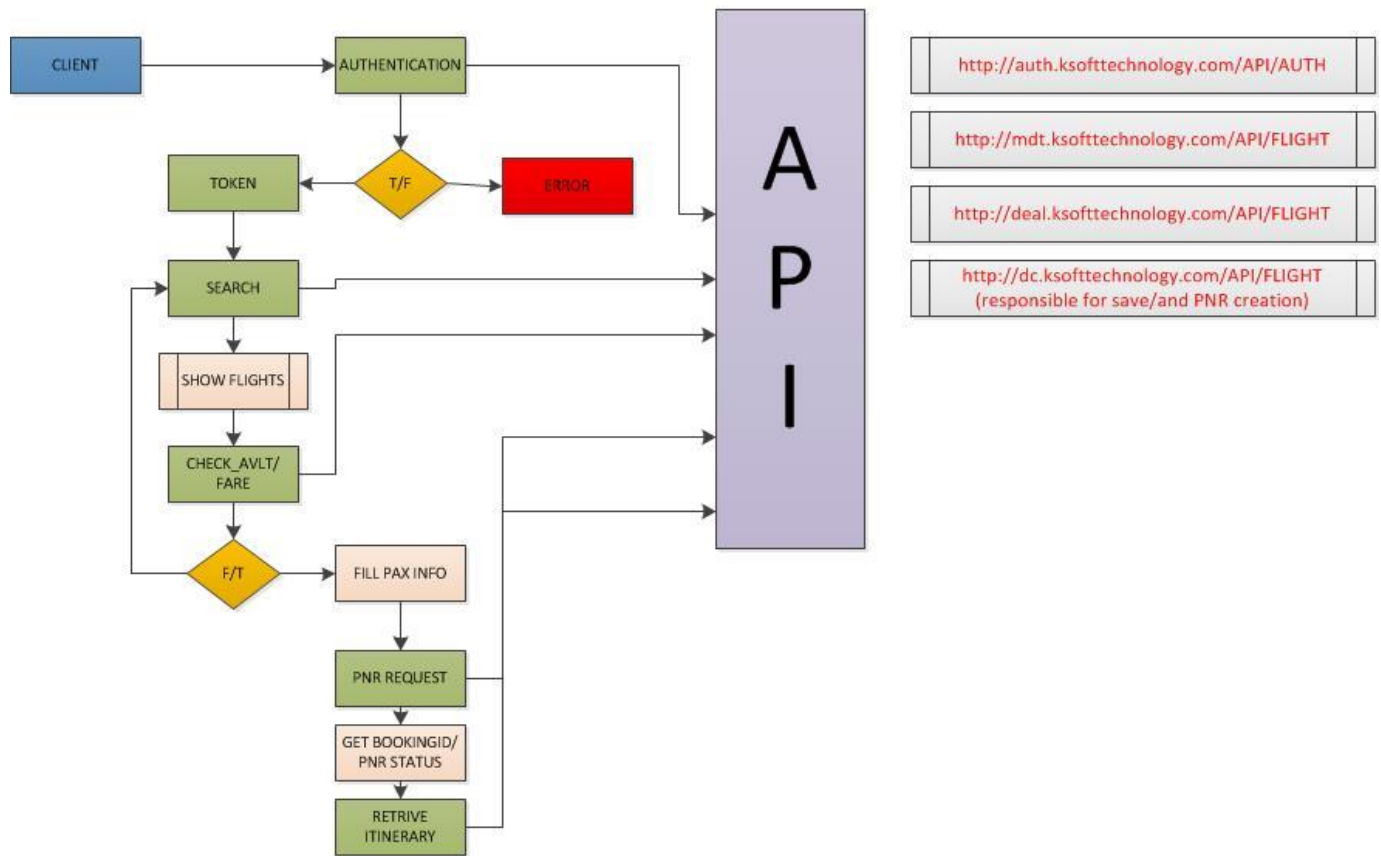 CLIENT
AUTHENTICATION
T/F
TOKEN
ERROR
SEARCH
SHOW FLIGHTS
CHECK_AVLT/
FARE
F/T
FILL PAX INFO
PNR REQUEST
GET BOOKINGID/
PNR STATUS
RETRIVE
ITINERARY
A
P
I
http://auth.ksofttechnology.com/API/AUTH
http://mdt.ksofttechnology.com/API/FLIGHT
http://deal.ksofttechnology.com/API/FLIGHT
http://dc.ksofttechnology.com/API/FLIGHT
(responsible for save/and PNR creation)